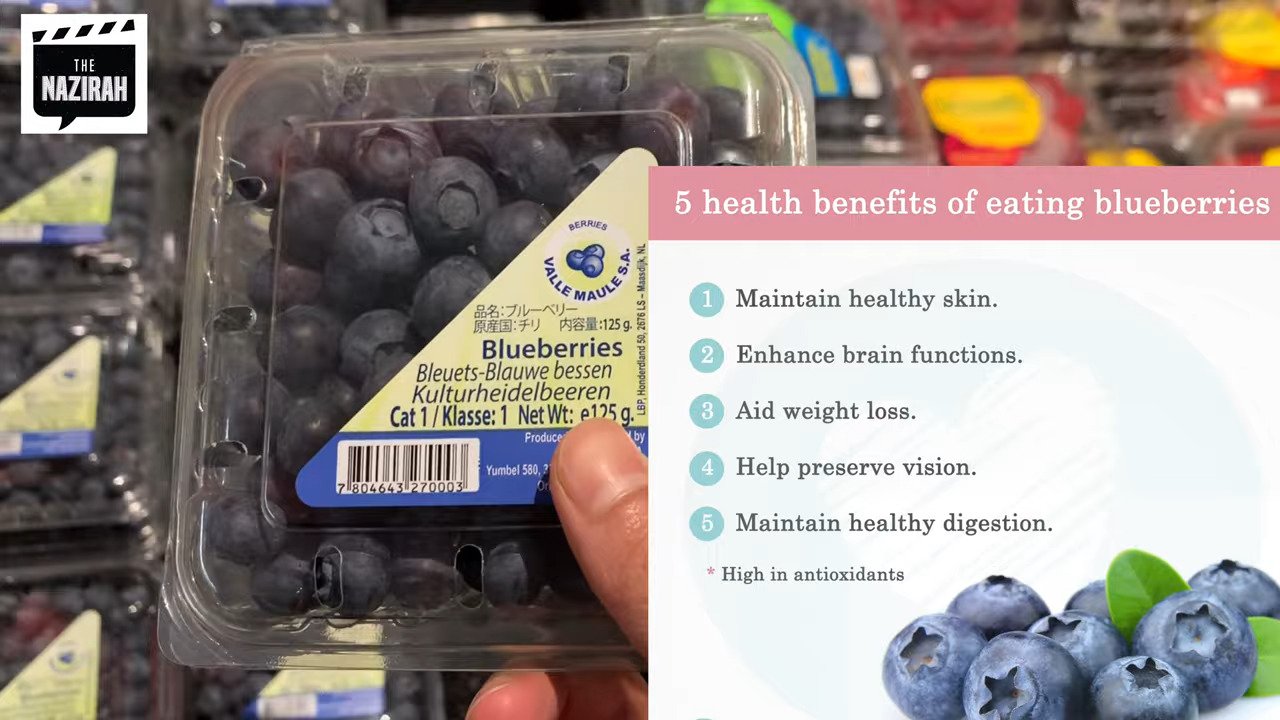 THE
NAZIRAH
BERRIES
VALLE MAULE S.A.
品名:ブルーベリー
原産国:チリ 内容量:125 g.
Blueberries
Bleuets-Blauwe bessen
Kulturheidelbeeren
Cat 1 / Klasse: 1 Net Wt: e125 g.
LBP, Honderdland 50, 2676 LS – Maasdijk, NL
by
Yumbel 580,
7 804643 270003
5 health benefits of eating blueberries
1 Maintain healthy skin.
2 Enhance brain functions.
3 Aid weight loss.
4 Help preserve vision.
5 Maintain healthy digestion.
* High in antioxidants